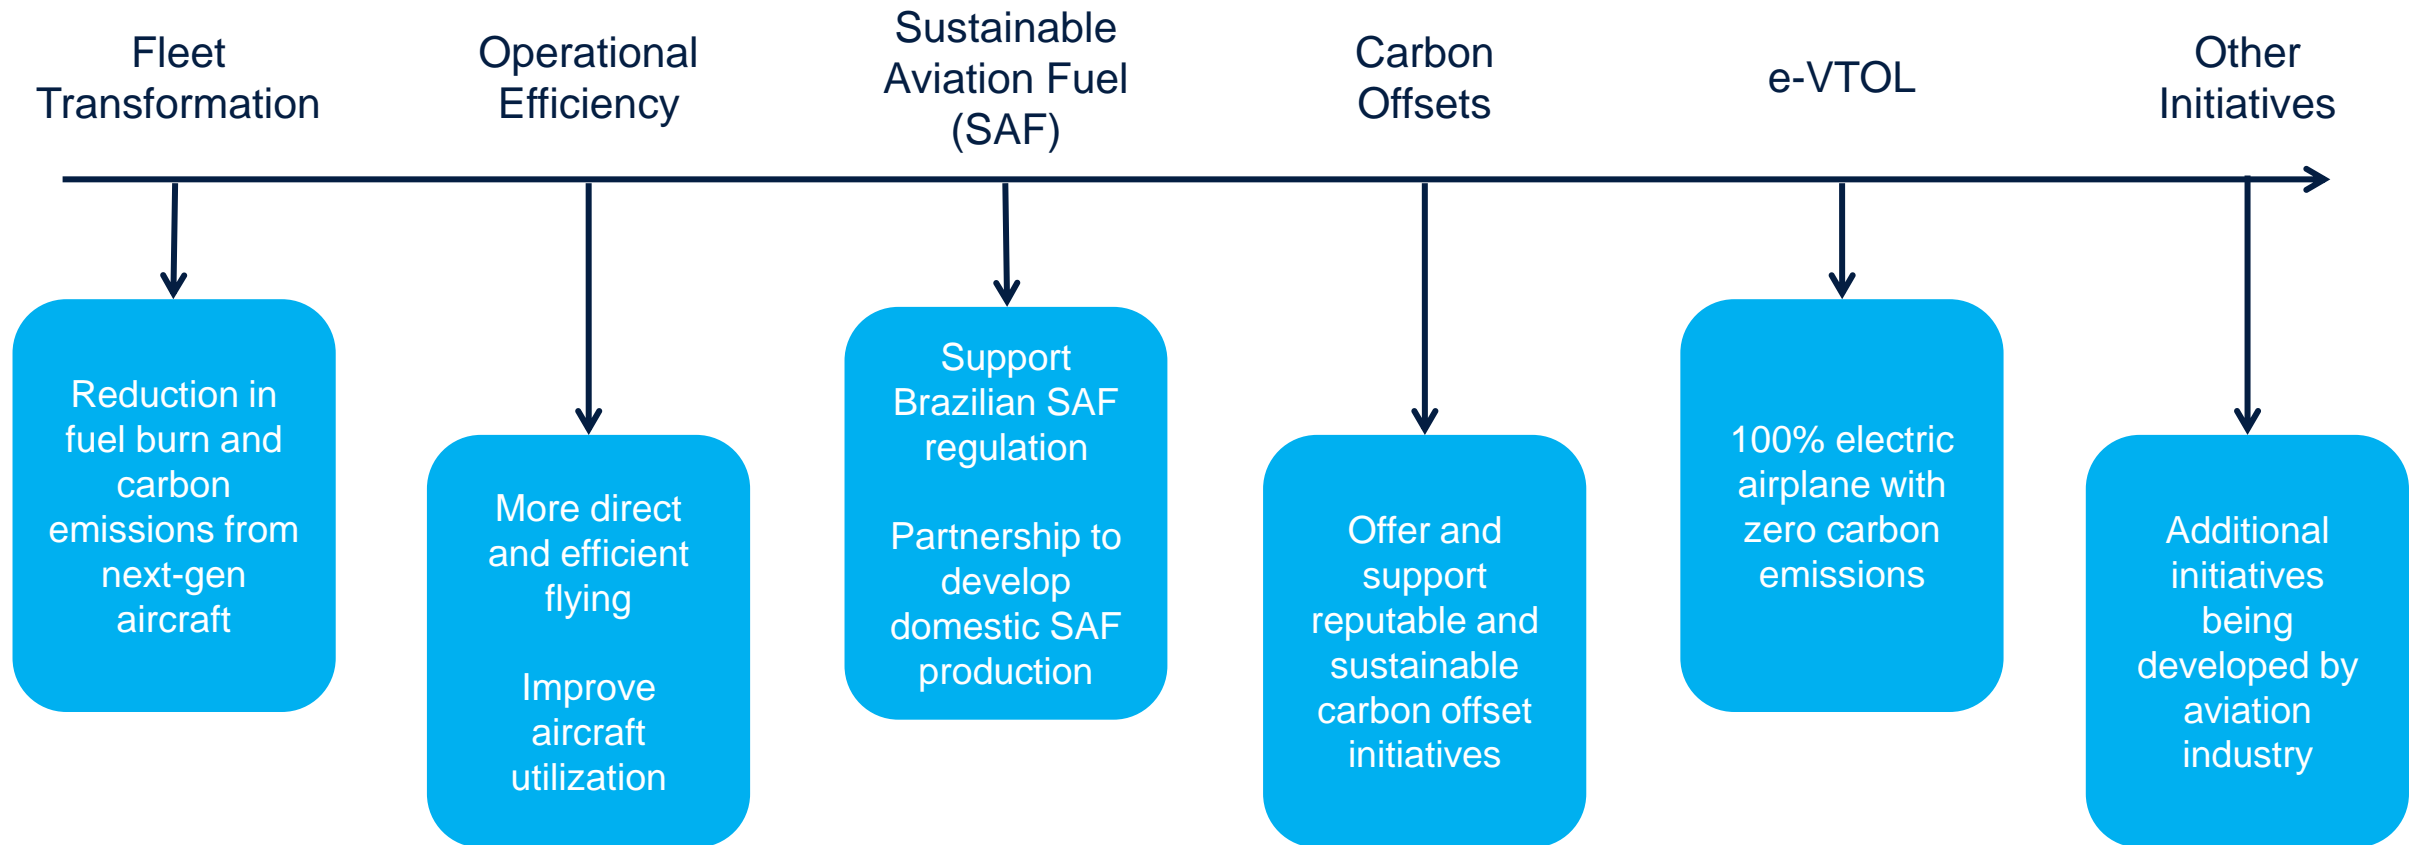 Fleet
Transformation
Operational
Efficiency
Sustainable
Aviation Fuel
(SAF)
Carbon
Offsets
e-VTOL
Other
Initiatives
Reduction in
fuel burn and
carbon
emissions from
next-gen
aircraft
More direct
and efficient
flying
Improve
aircraft
utilization
Support
Brazilian SAF
regulation
Partnership to
develop
domestic SAF
production
Offer and
support
reputable and
sustainable
carbon offset
initiatives
100% electric
airplane with
zero carbon
emissions
Additional
initiatives
being
developed by
aviation
industry